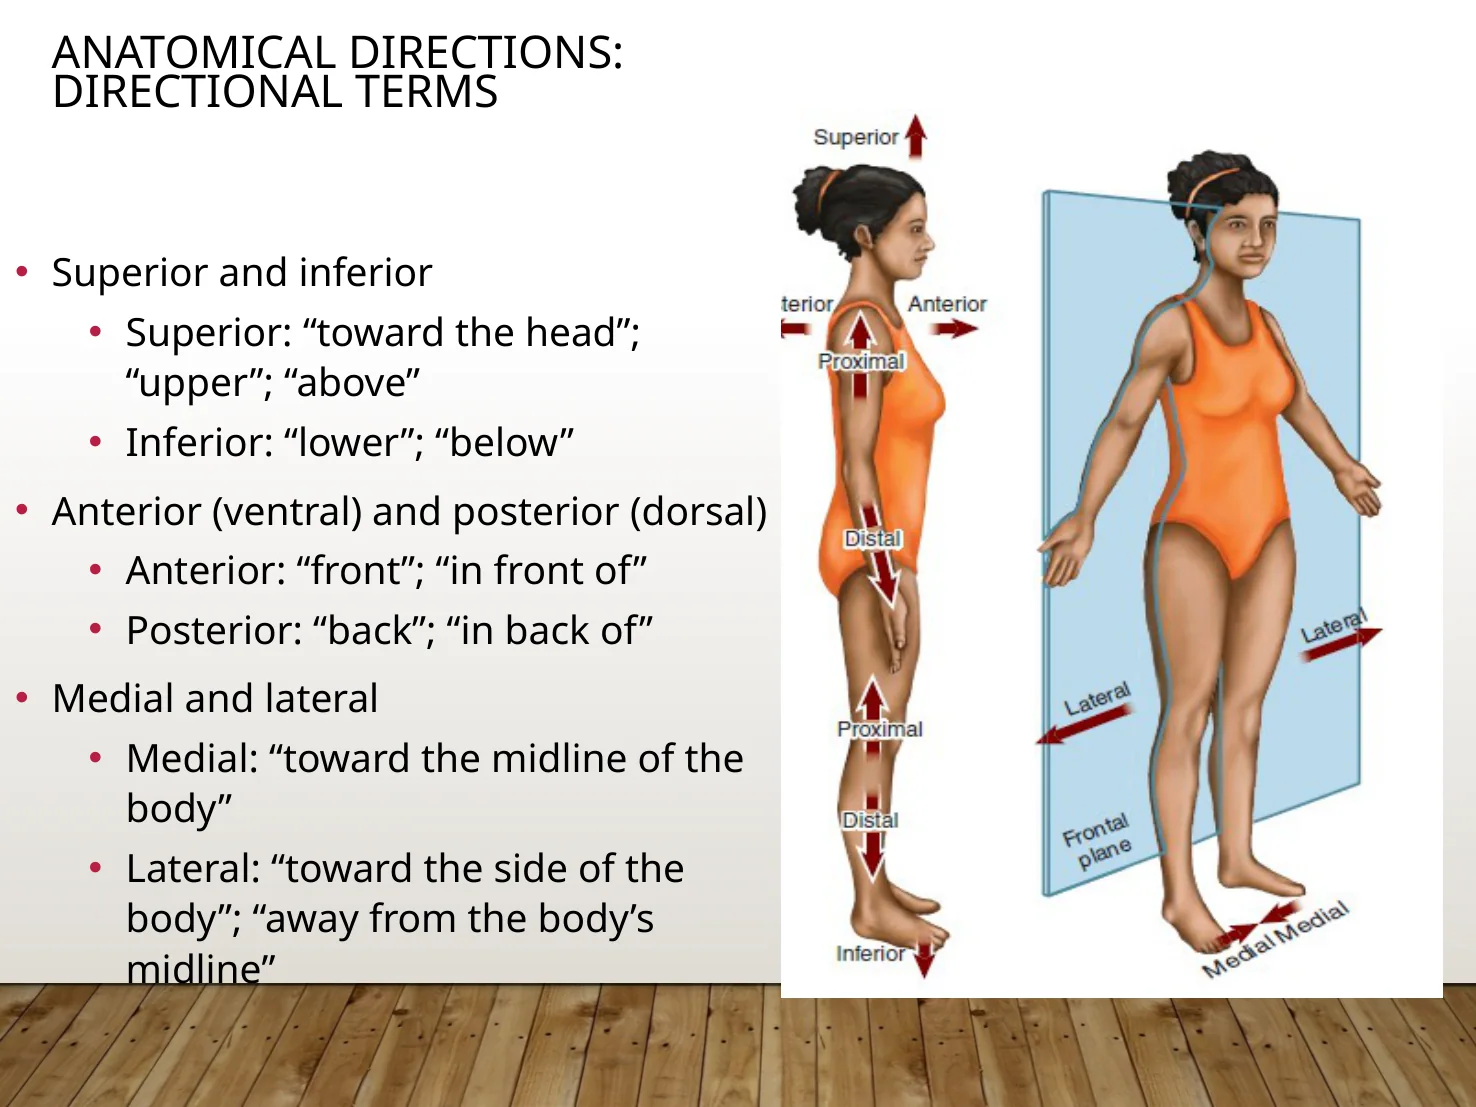 ANATOMICAL DIRECTIONS:
DIRECTIONAL TERMS
• Superior and inferior
• Superior: “toward the head”;
“upper”; “above”
• Inferior: “lower”; “below”
• Anterior (ventral) and posterior (dorsal)
• Anterior: “front”; “in front of”
• Posterior: “back”; “in back of”
• Medial and lateral
• Medial: “toward the midline of the
body”
• Lateral: “toward the side of the
body”; “away from the body’s
midline”
Superior
terior
Anterior
Proximal
Distal
Proximal
Distal
Inferior
Lateral
Lateral
Frontal
plane
Medial Medial